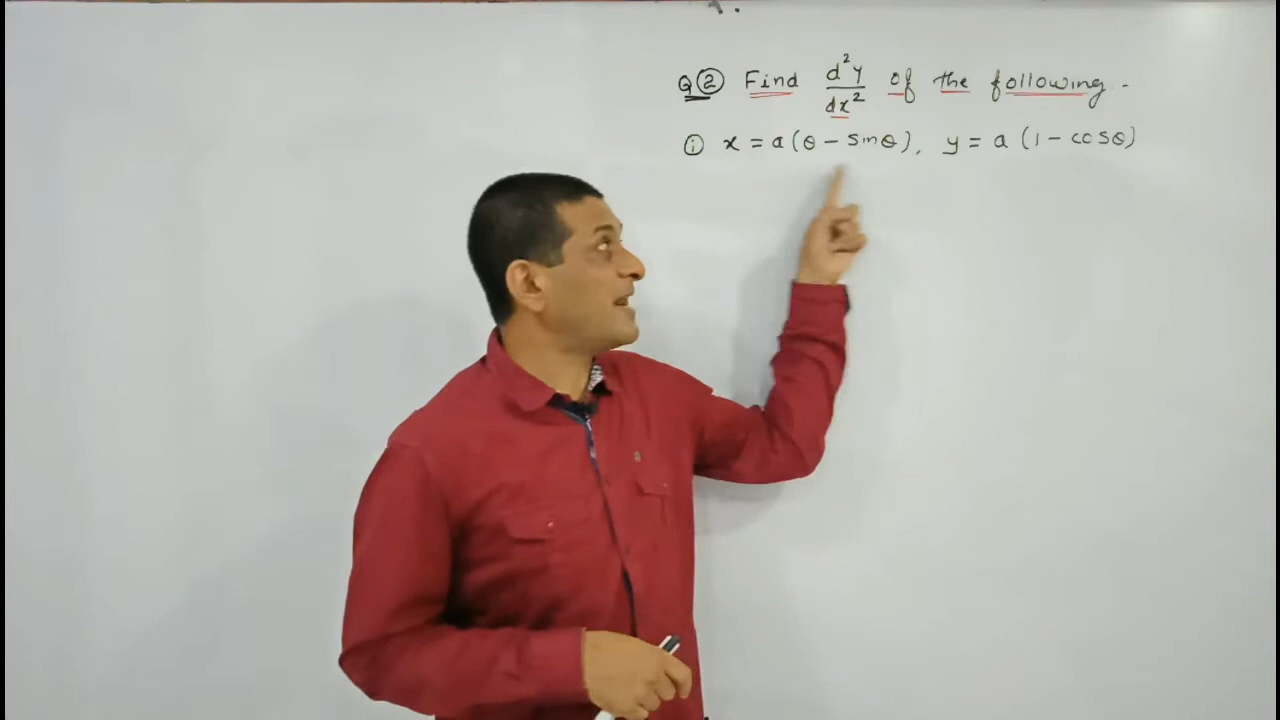 Q② Find d²y/dx² of the following -
ⓘ x = a(θ - sinθ), y = a (1 - cosθ)